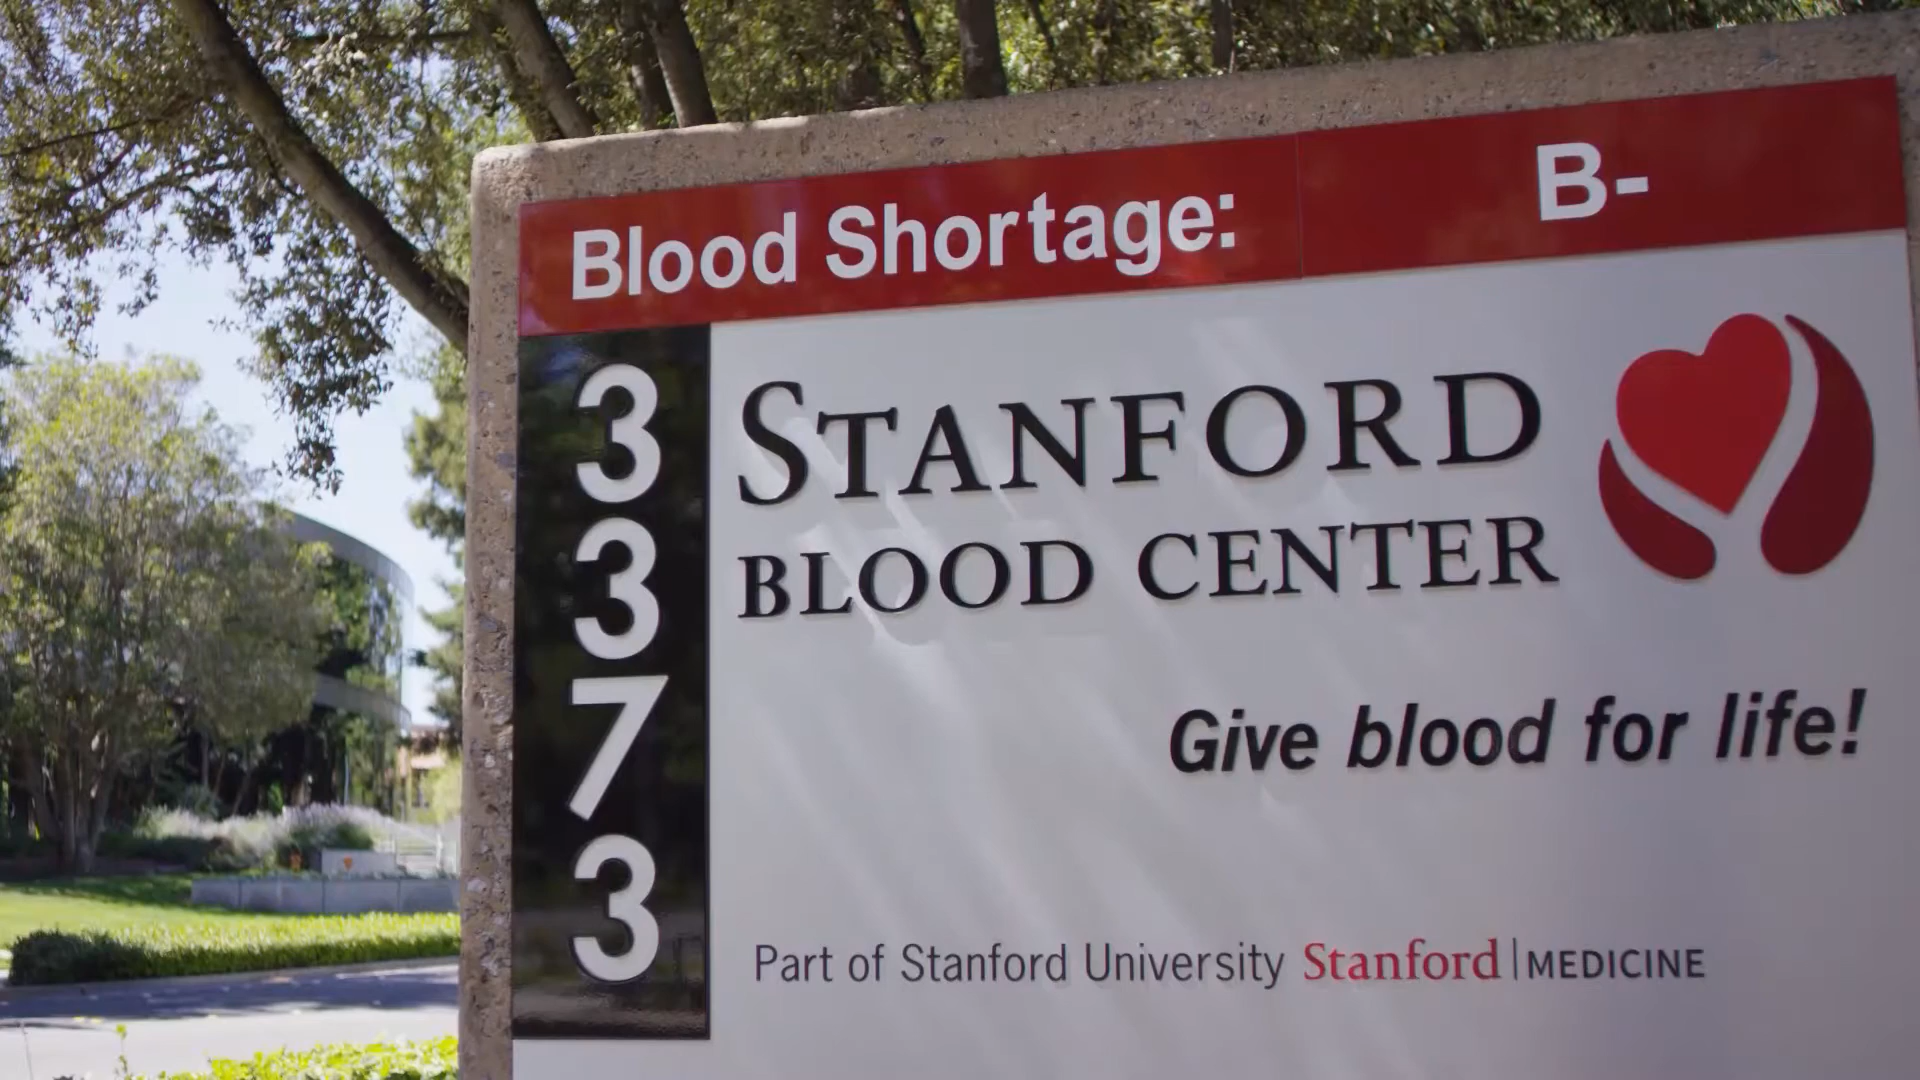 Blood Shortage: B-
3
3
7
3
STANFORD
BLOOD CENTER
Give blood for life!
Part of Stanford University Stanford | MEDICINE